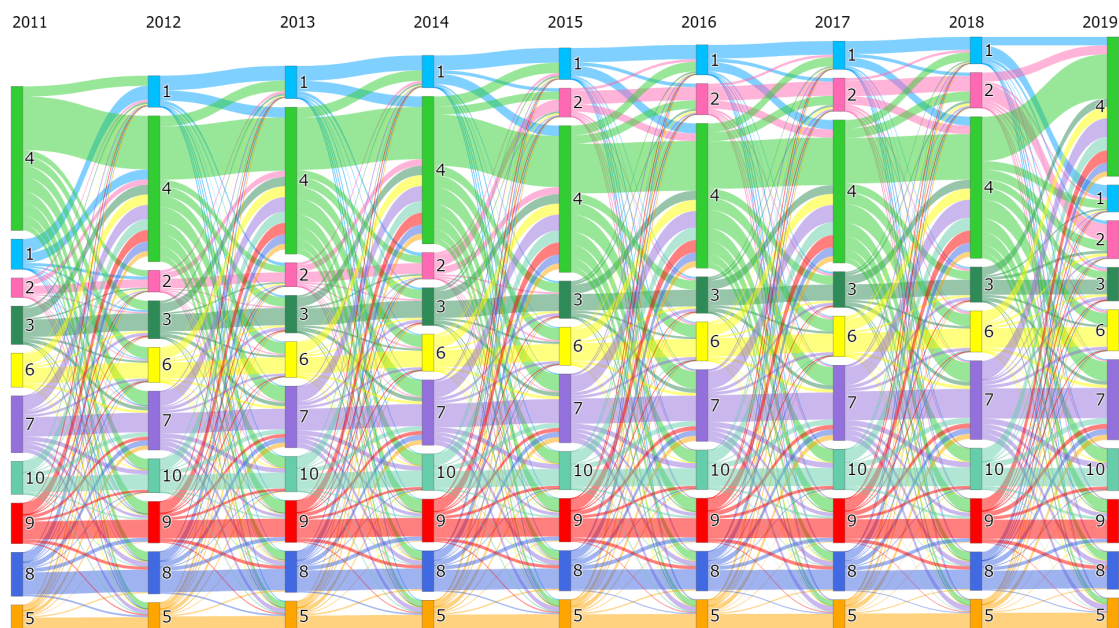 2011 2012 2013 2014 2015 2016 2017 2018 2019
4 1 1 1 1 1 1 1 4
1 4 4 4 2 2 2 2 1
2 2 2 2 4 4 4 4 2
3 3 3 3 3 3 3 3 3
6 6 6 6 6 6 6 6 6
7 7 7 7 7 7 7 7 7
10 10 10 10 10 10 10 10 10
9 9 9 9 9 9 9 9 9
8 8 8 8 8 8 8 8 8
5 5 5 5 5 5 5 5 5